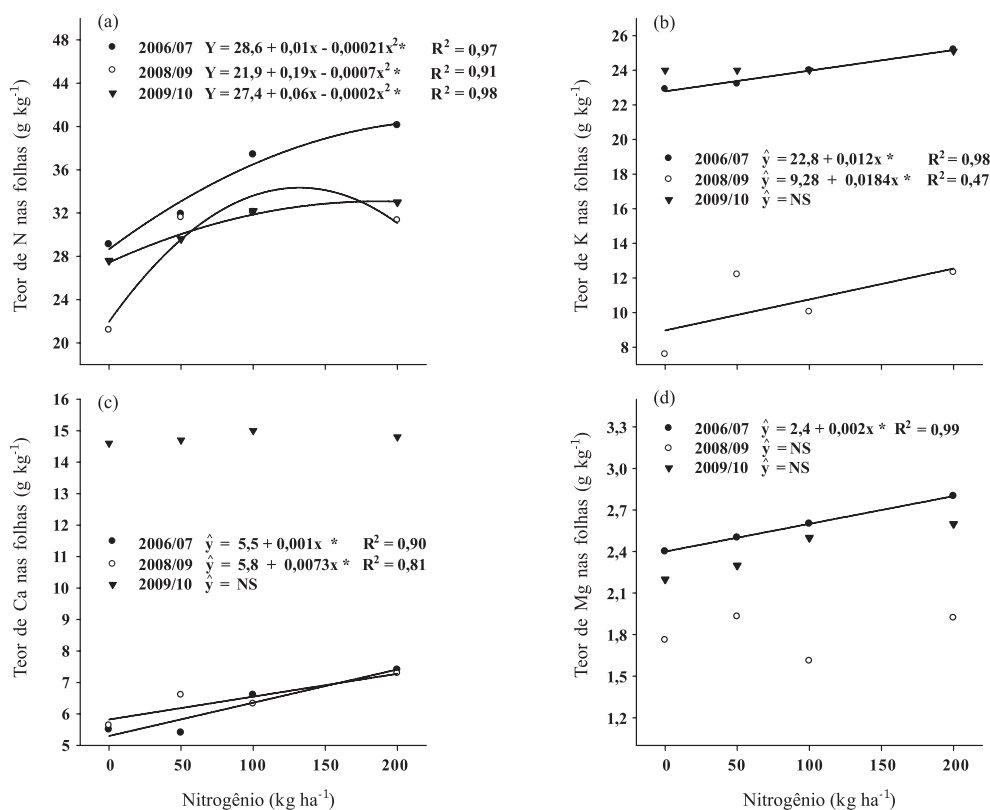 (a)
2006/07 Y = 28,6 + 0,01x - 0,00021x²* R² = 0,97
2008/09 Y = 21,9 + 0,19x - 0,0007x² * R² = 0,91
2009/10 Y = 27,4 + 0,06x - 0,0002x² * R² = 0,98
Teor de N nas folhas (g kg⁻¹)
48
44
40
36
32
28
24
20
(b)
2006/07 ŷ = 22,8 + 0,012x * R² = 0,98
2008/09 ŷ = 9,28 + 0,0184x * R² = 0,47
2009/10 ŷ = NS
Teor de K nas folhas (g kg⁻¹)
26
24
22
20
18
16
14
12
10
8
(c)
2006/07 ŷ = 5,5 + 0,001x * R² = 0,90
2008/09 ŷ = 5,8 + 0,0073x * R² = 0,81
2009/10 ŷ = NS
Teor de Ca nas folhas (g kg⁻¹)
16
15
14
13
12
11
10
9
8
7
6
5
0 50 100 150 200
Nitrogênio (kg ha⁻¹)
(d)
2006/07 ŷ = 2,4 + 0,002x * R² = 0,99
2008/09 ŷ = NS
2009/10 ŷ = NS
Teor de Mg nas folhas (g kg⁻¹)
3,3
3,0
2,7
2,4
2,1
1,8
1,5
1,2
0 50 100 150 200
Nitrogênio (kg ha⁻¹)